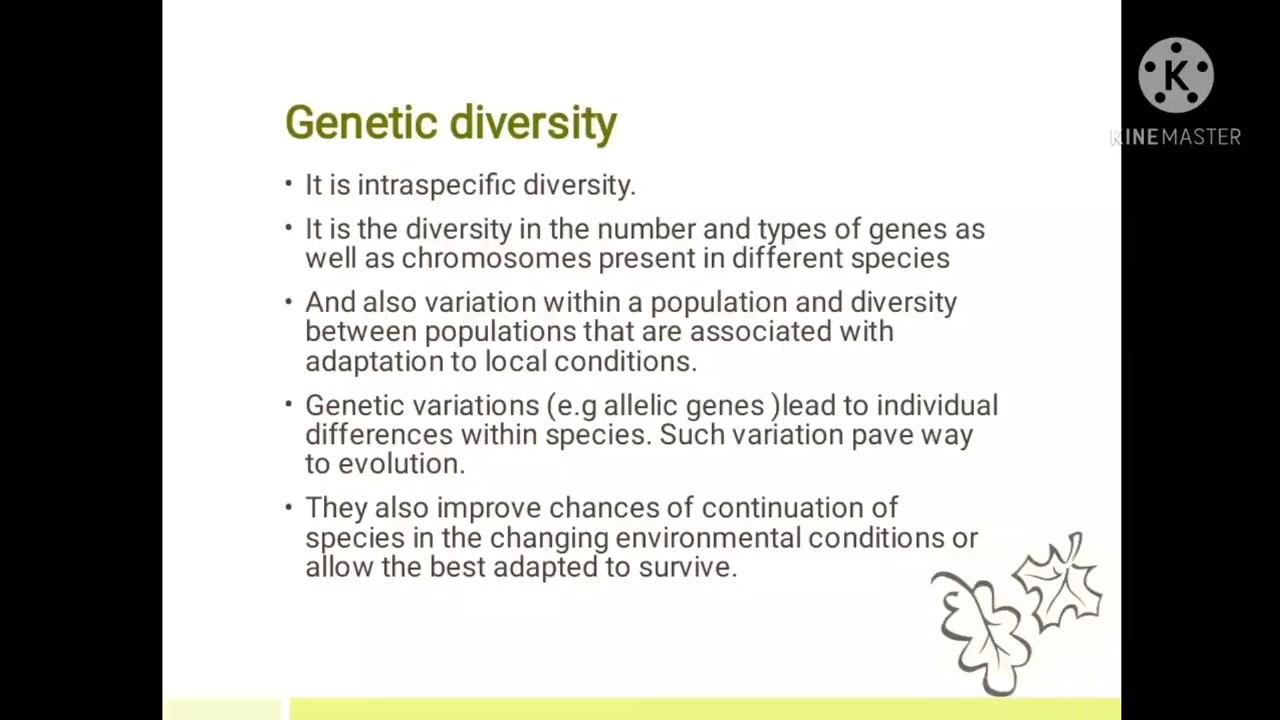 Genetic diversity
• It is intraspecific diversity.
• It is the diversity in the number and types of genes as
well as chromosomes present in different species
• And also variation within a population and diversity
between populations that are associated with
adaptation to local conditions.
• Genetic variations (e.g allelic genes )lead to individual
differences within species. Such variation pave way
to evolution.
• They also improve chances of continuation of
species in the changing environmental conditions or
allow the best adapted to survive.
K
KINEMASTER